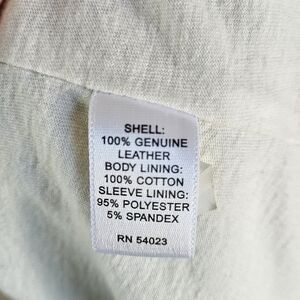 SHELL:
100% GENUINE
LEATHER
BODY LINING:
100% COTTON
SLEEVE LINING:
95% POLYESTER
5% SPANDEX
RN 54023